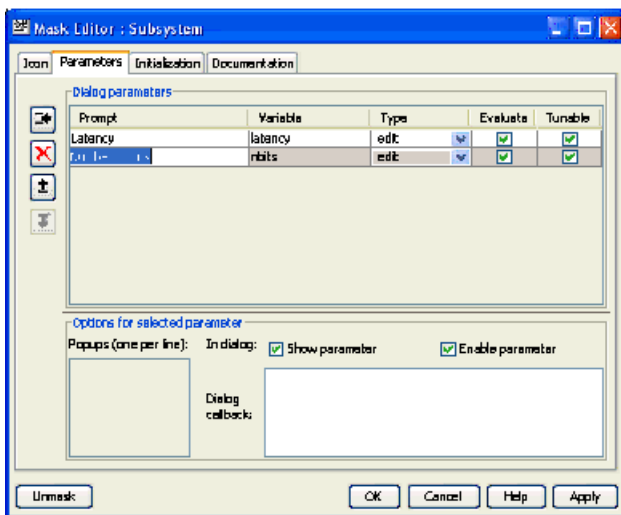 Mask Editor : Subsystem
Icon Parameters Initialization Documentation
Dialog parameters
Prompt Variable Type Evaluate Tunable
Latency latency edit
nbits edit
Options for selected parameter
Popups (one per line): In dialog: Show parameter Enable parameter
Dialog
callback:
Unmask OK Cancel Help Apply